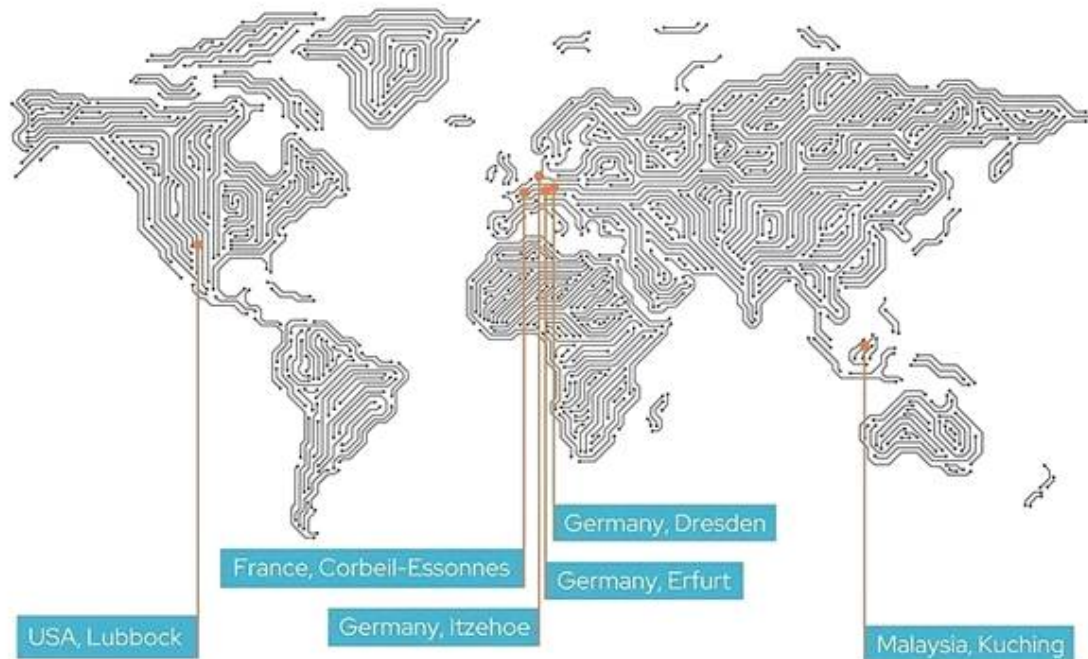 Germany, Dresden
France, Corbeil-Essonnes
Germany, Erfurt
USA, Lubbock
Germany, Itzehoe
Malaysia, Kuching